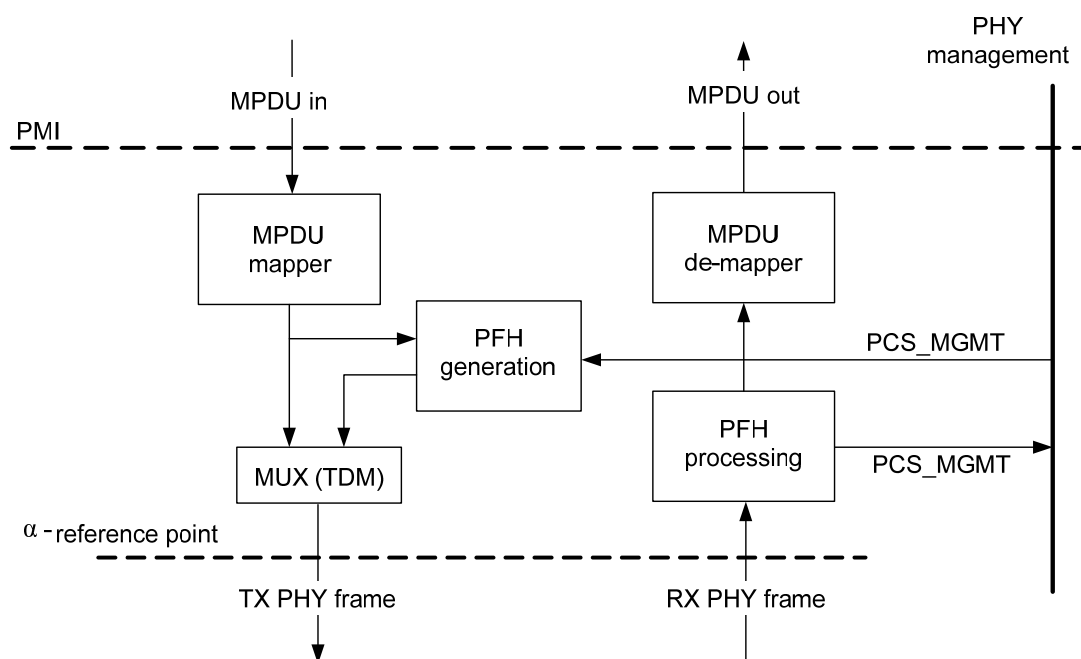 PHY
management
MPDU in
MPDU out
PMI
MPDU
mapper
MPDU
de-mapper
PFH
generation
PCS_MGMT
PFH
processing
PCS_MGMT
MUX (TDM)
α - reference point
TX PHY frame
RX PHY frame